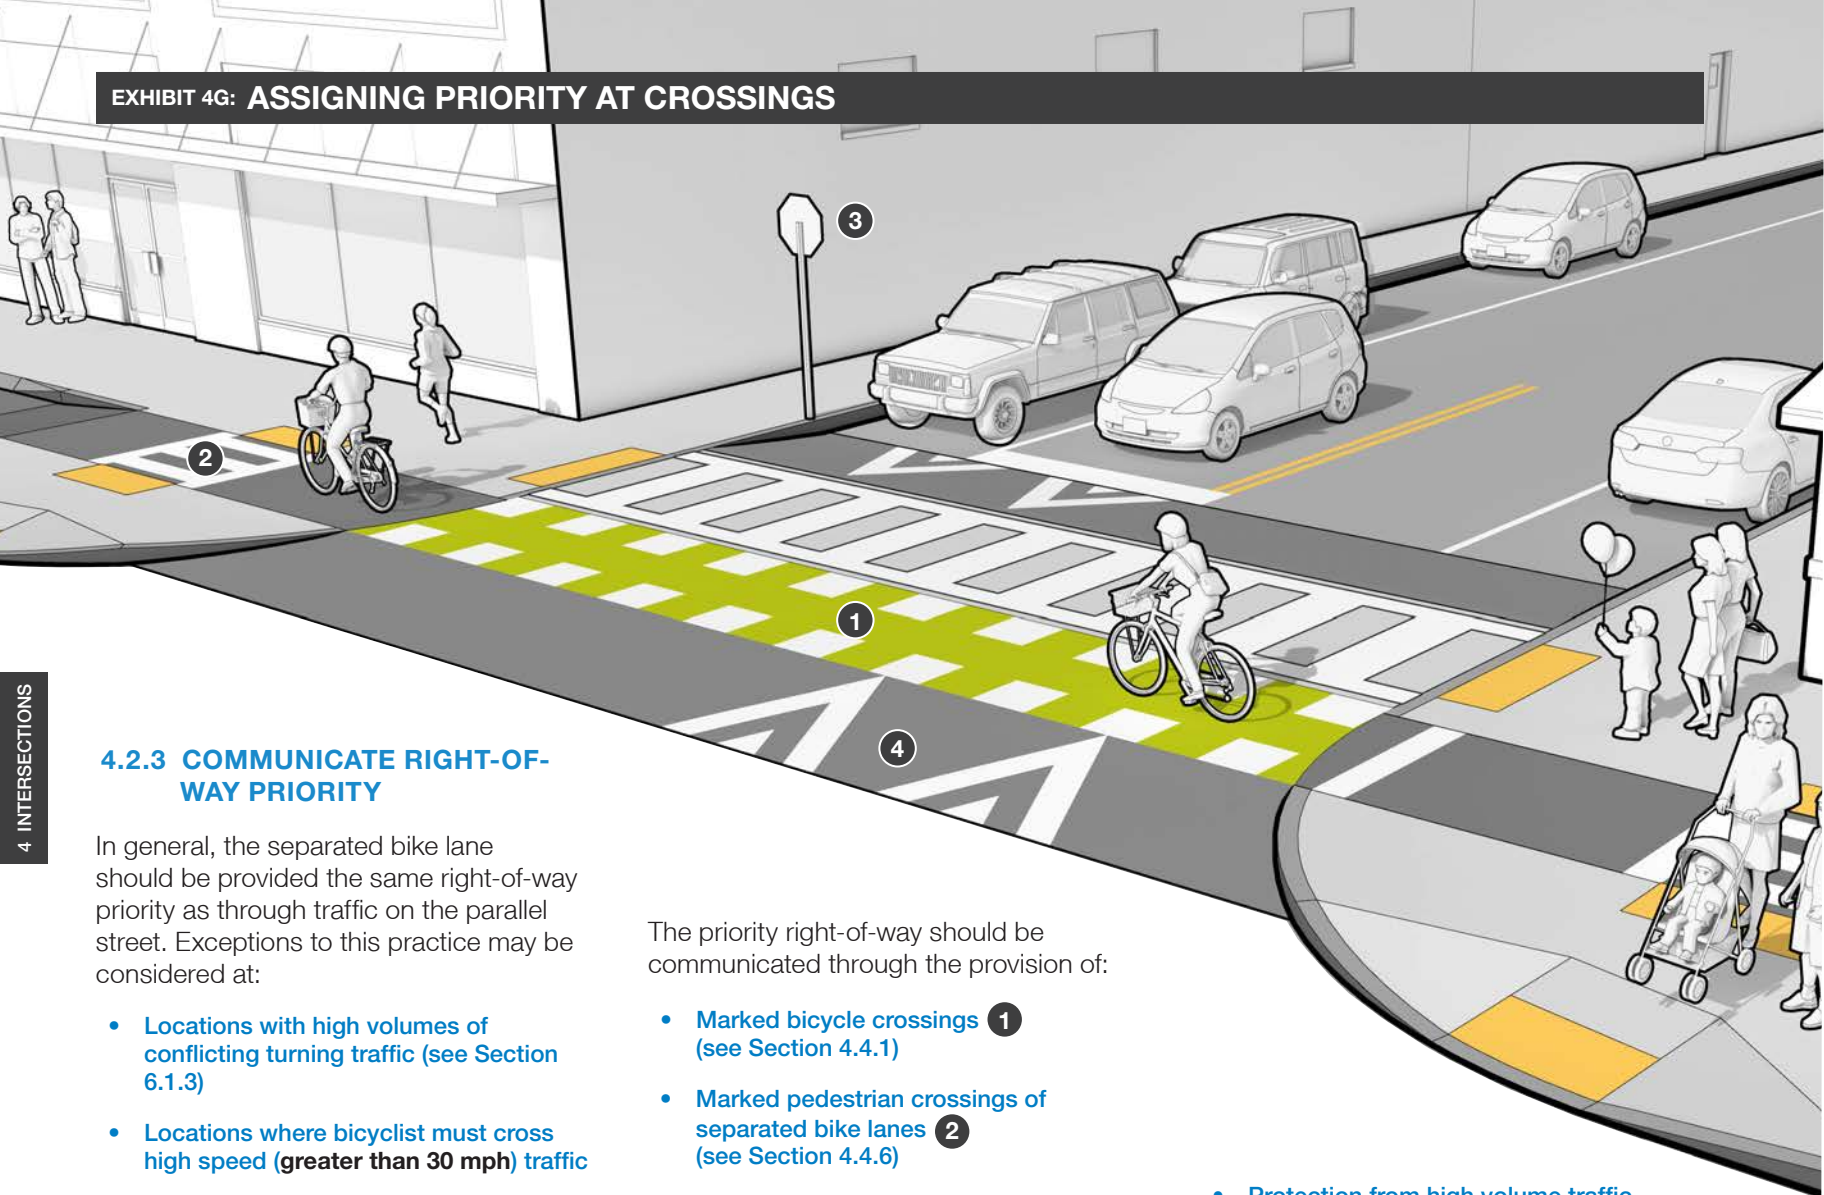 EXHIBIT 4G: ASSIGNING PRIORITY AT CROSSINGS
3
2
1
4
4 INTERSECTIONS
4.2.3 COMMUNICATE RIGHT-OF-
WAY PRIORITY
In general, the separated bike lane
should be provided the same right-of-way
priority as through traffic on the parallel
street. Exceptions to this practice may be
considered at:
• Locations with high volumes of
conflicting turning traffic (see Section
6.1.3)
• Locations where bicyclist must cross
high speed (greater than 30 mph) traffic
The priority right-of-way should be
communicated through the provision of:
• Marked bicycle crossings 1
(see Section 4.4.1)
• Marked pedestrian crossings of
separated bike lanes 2
(see Section 4.4.6)
• Protection from high volume traffic